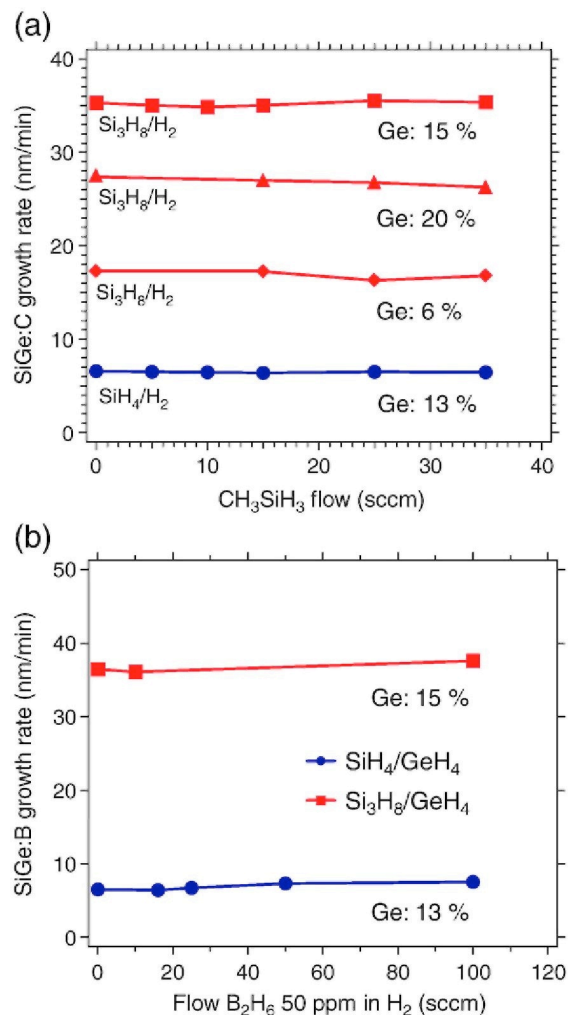 (a)
40
30
20
10
0
SiGe:C growth rate (nm/min)
Si₃H₈/H₂
Ge: 15 %
Si₃H₈/H₂
Ge: 20 %
Si₃H₈/H₂
Ge: 6 %
SiH₄/H₂
Ge: 13 %
0 10 20 30 40
CH₃SiH₃ flow (sccm)
(b)
50
40
30
20
10
0
SiGe:B growth rate (nm/min)
Ge: 15 %
SiH₄/GeH₄
Si₃H₈/GeH₄
Ge: 13 %
0 20 40 60 80 100 120
Flow B₂H₆ 50 ppm in H₂ (sccm)